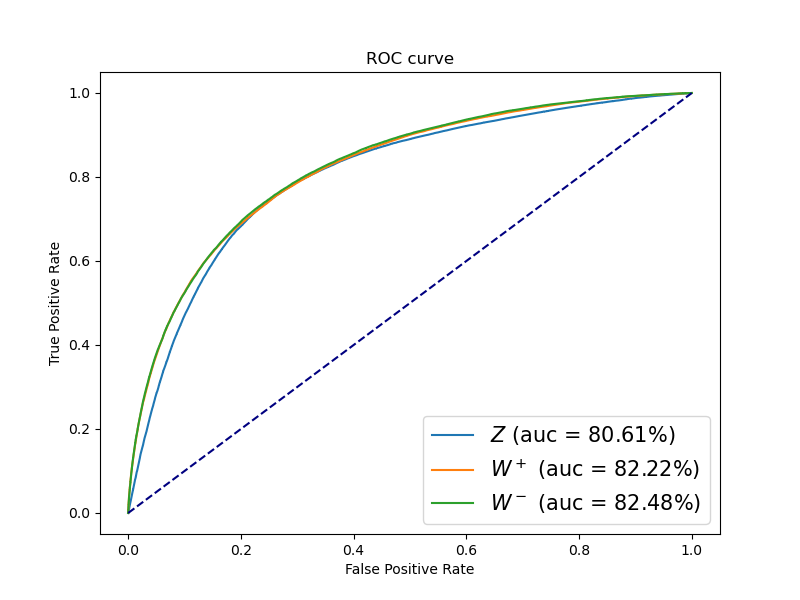 ROC curve
True Positive Rate
1.0
0.8
0.6
0.4
0.2
0.0
Z (auc = 80.61%)
W⁺ (auc = 82.22%)
W⁻ (auc = 82.48%)
0.0 0.2 0.4 0.6 0.8 1.0
False Positive Rate